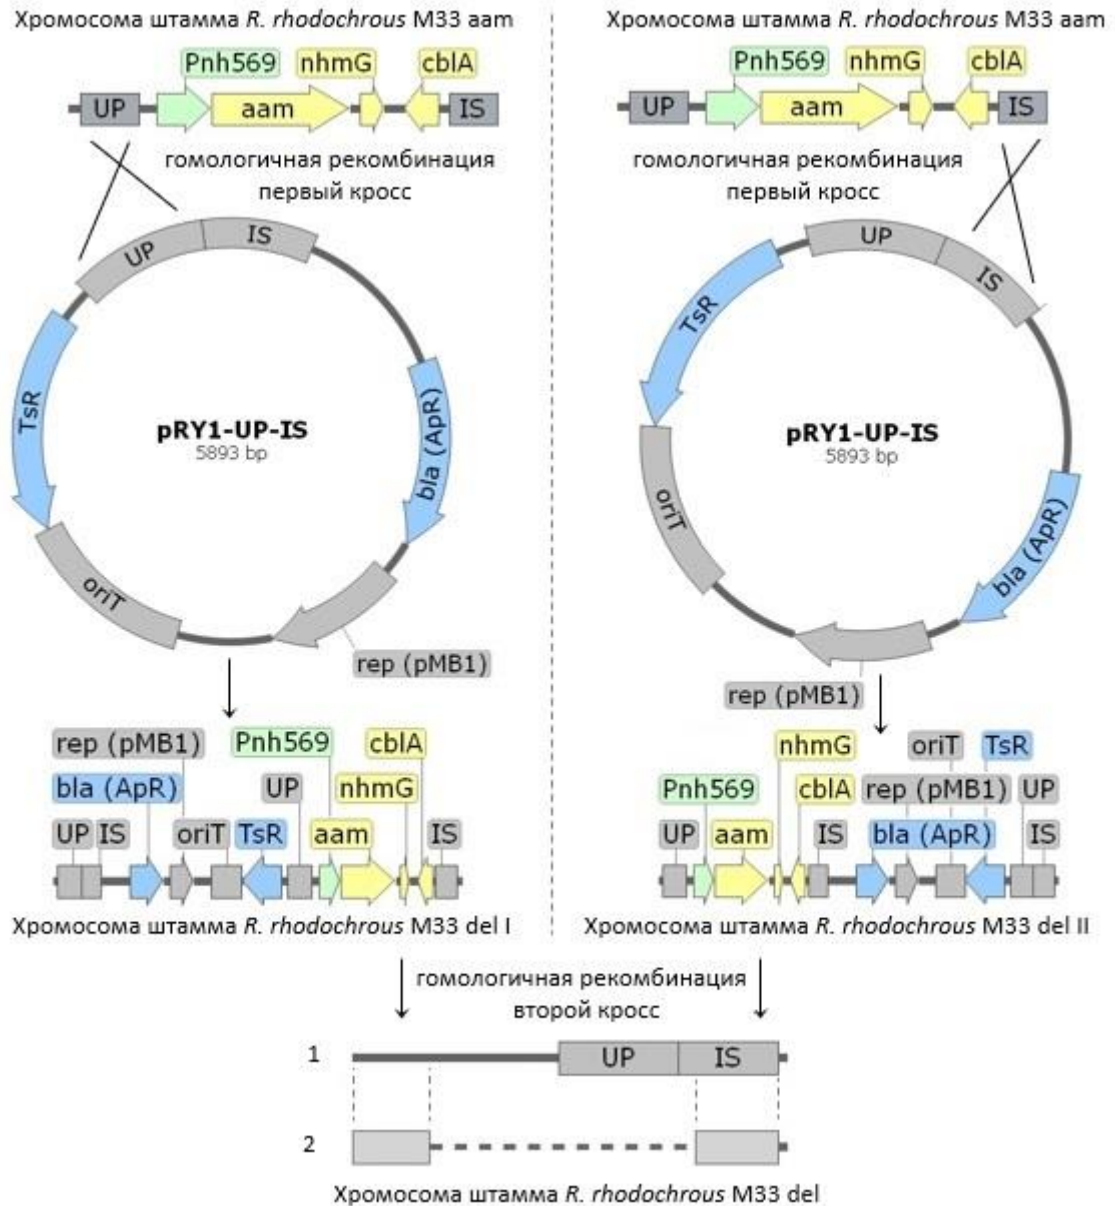 Хромосома штамма R. rhodochrous M33 aam
Pnh569 nhmG cblA
UP aam IS
гомологичная рекомбинация
первый кросс
UP IS
TsR
bla (ApR)
pRY1-UP-IS
5893 bp
oriT
rep (pMB1)
rep (pMB1) Pnh569 cblA
bla (ApR) UP nhmG
UP IS oriT TsR aam IS
Хромосома штамма R. rhodochrous M33 del I
Хромосома штамма R. rhodochrous M33 aam
Pnh569 nhmG cblA
UP aam IS
гомологичная рекомбинация
первый кросс
UP
IS
TsR
pRY1-UP-IS
5893 bp
oriT
bla (ApR)
rep (pMB1)
nhmG oriT TsR
Pnh569 cblA rep (pMB1) UP
UP aam IS bla (ApR) IS
Хромосома штамма R. rhodochrous M33 del II
гомологичная рекомбинация
второй кросс
1 UP IS
2
Хромосома штамма R. rhodochrous M33 del